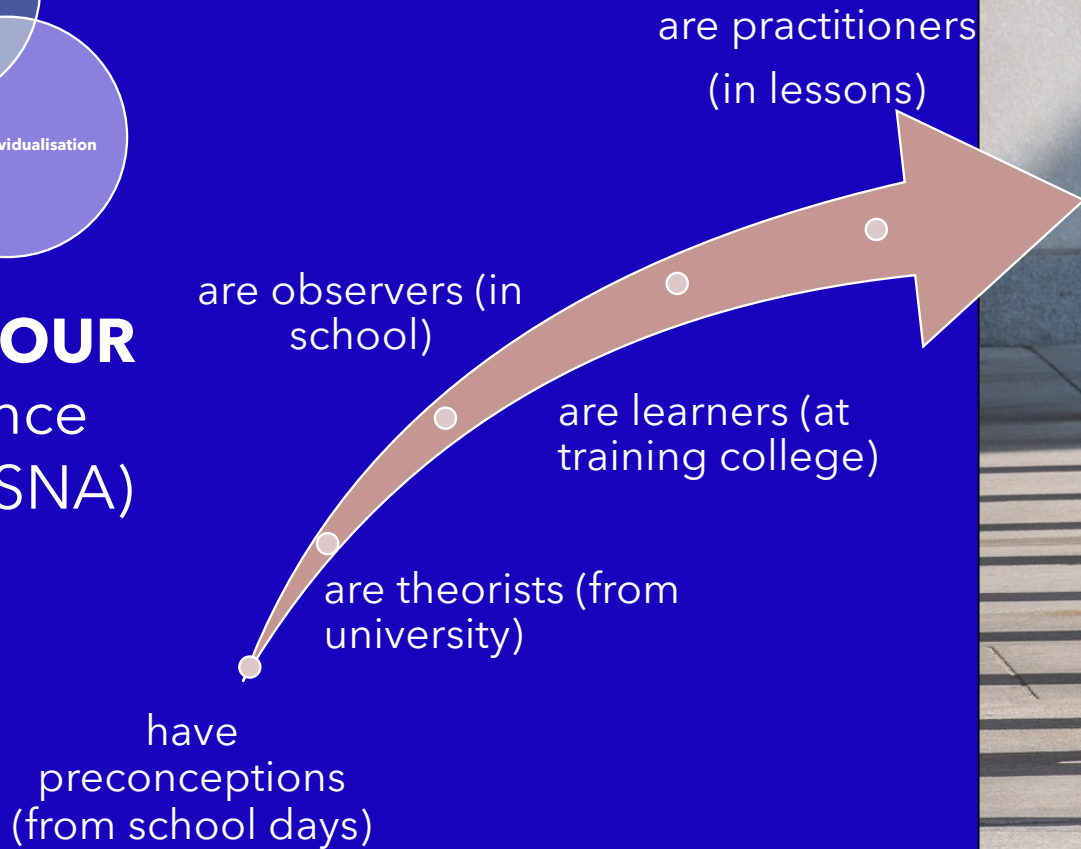 are practitioners
(in lessons)
vidualisation
are observers (in
school)
OUR
nce
SNA)
are learners (at
training college)
are theorists (from
university)
have
preconceptions
(from school days)